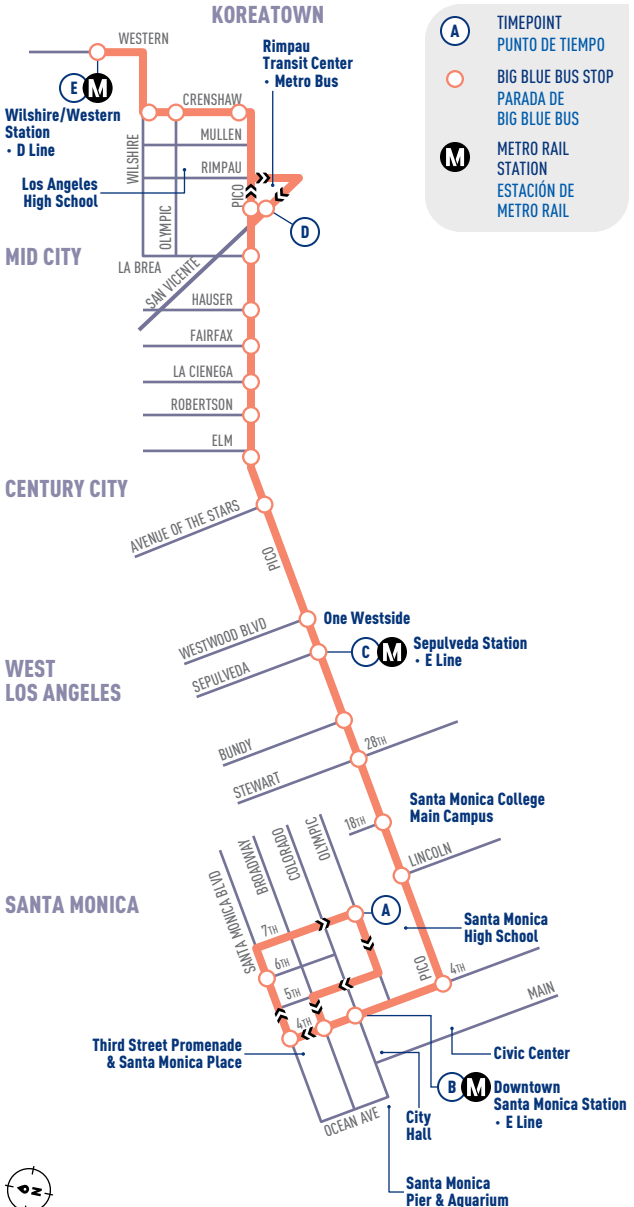 KOREATOWN
WESTERN
E
M
Wilshire/Western
Station
• D Line
Rimpau
Transit Center
• Metro Bus
A
TIMEPOINT
PUNTO DE TIEMPO
BIG BLUE BUS STOP
PARADA DE
BIG BLUE BUS
M
METRO RAIL
STATION
ESTACIÓN DE
METRO RAIL
CRENSHAW
MULLEN
WILSHIRE
RIMPAU
Los Angeles
High School
PICO
OLYMPIC
D
MID CITY
LA BREA
SAN VICENTE
HAUSER
FAIRFAX
LA CIENEGA
ROBERTSON
ELM
CENTURY CITY
AVENUE OF THE STARS
PICO
One Westside
WESTWOOD BLVD
C
M
Sepulveda Station
• E Line
SEPULVEDA
WEST
LOS ANGELES
BUNDY
28TH
STEWART
Santa Monica College
Main Campus
18TH
LINCOLN
SANTA MONICA
SANTA MONICA BLVD
BROADWAY
COLORADO
OLYMPIC
A
7TH
6TH
5TH
4TH
Santa Monica
High School
PICO
4TH
MAIN
Third Street Promenade
& Santa Monica Place
Civic Center
B
M
Downtown
Santa Monica Station
• E Line
OCEAN AVE
City
Hall
Santa Monica
Pier & Aquarium
N